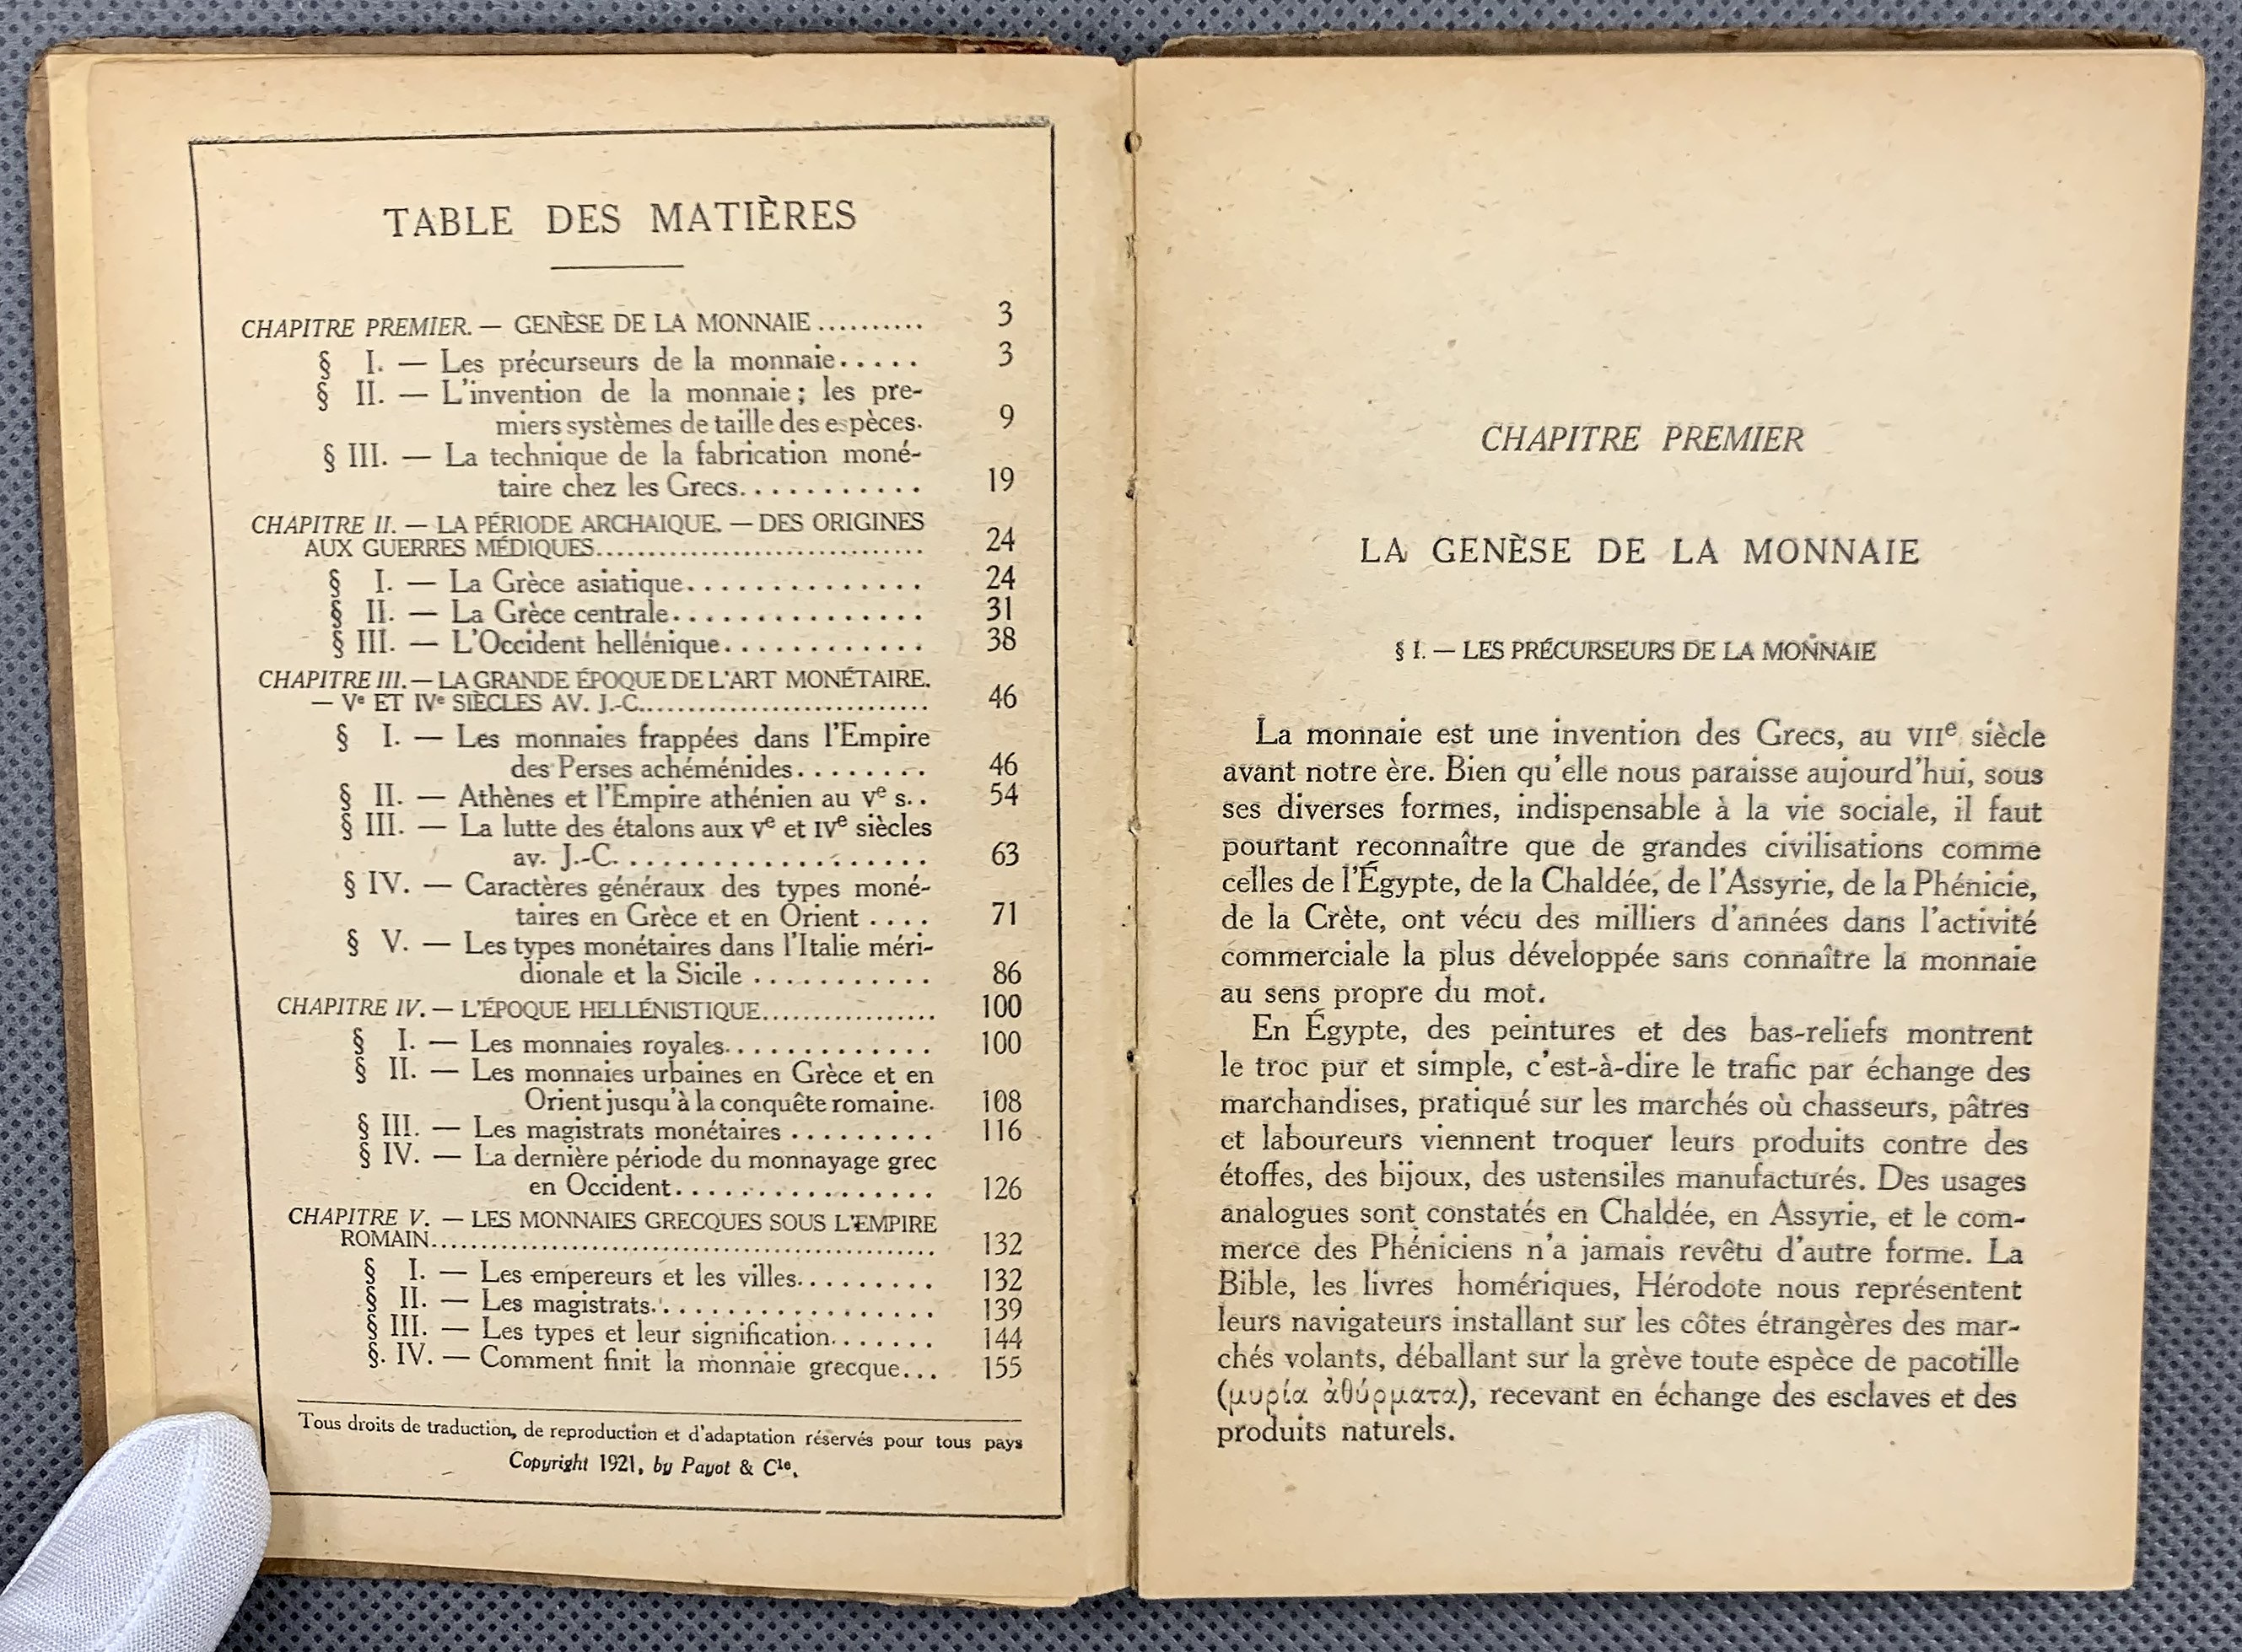 TABLE DES MATIÈRES
CHAPITRE PREMIER. — GENÈSE DE LA MONNAIE .......... 3
§ I. — Les précurseurs de la monnaie..... 3
§ II. — L'invention de la monnaie ; les pre-
miers systèmes de taille des espèces. 9
§ III. — La technique de la fabrication moné-
taire chez les Grecs........... 19
CHAPITRE II. — LA PÉRIODE ARCHAIQUE. — DES ORIGINES
AUX GUERRES MÉDIQUES................................ 24
§ I. — La Grèce asiatique............... 24
§ II. — La Grèce centrale................ 31
§ III. — L'Occident hellénique............ 38
CHAPITRE III. — LA GRANDE ÉPOQUE DE L'ART MONÉTAIRE.
— Ve ET IVe SIÈCLES AV. J.-C............................ 46
§ I. — Les monnaies frappées dans l'Empire
des Perses achéménides........ 46
§ II. — Athènes et l'Empire athénien au Ve s.. 54
§ III. — La lutte des étalons aux Ve et IVe siècles
av. J.-C................... 63
§ IV. — Caractères généraux des types moné-
taires en Grèce et en Orient .... 71
§ V. — Les types monétaires dans l'Italie méri-
dionale et la Sicile ........... 86
CHAPITRE IV. — L'ÉPOQUE HELLÉNISTIQUE................. 100
§ I. — Les monnaies royales............. 100
§ II. — Les monnaies urbaines en Grèce et en
Orient jusqu'à la conquête romaine. 108
§ III. — Les magistrats monétaires ......... 116
§ IV. — La dernière période du monnayage grec
en Occident................. 126
CHAPITRE V. — LES MONNAIES GRECQUES SOUS L'EMPIRE
ROMAIN................................................. 132
§ I. — Les empereurs et les villes......... 132
§ II. — Les magistrats.................. 139
§ III. — Les types et leur signification....... 144
§. IV. — Comment finit la monnaie grecque... 155
Tous droits de traduction, de reproduction et d'adaptation réservés pour tous pays
Copyright 1921, by Payot & Cie.
CHAPITRE PREMIER
LA GENÈSE DE LA MONNAIE
§ I. — LES PRÉCURSEURS DE LA MONNAIE
La monnaie est une invention des Grecs, au VIIe siècle
avant notre ère. Bien qu'elle nous paraisse aujourd'hui, sous
ses diverses formes, indispensable à la vie sociale, il faut
pourtant reconnaître que de grandes civilisations comme
celles de l'Égypte, de la Chaldée, de l'Assyrie, de la Phénicie,
de la Crète, ont vécu des milliers d'années dans l'activité
commerciale la plus développée sans connaître la monnaie
au sens propre du mot.
En Égypte, des peintures et des bas-reliefs montrent
le troc pur et simple, c'est-à-dire le trafic par échange des
marchandises, pratiqué sur les marchés où chasseurs, pâtres
et laboureurs viennent troquer leurs produits contre des
étoffes, des bijoux, des ustensiles manufacturés. Des usages
analogues sont constatés en Chaldée, en Assyrie, et le com-
merce des Phéniciens n'a jamais revêtu d'autre forme. La
Bible, les livres homériques, Hérodote nous représentent
leurs navigateurs installant sur les côtes étrangères des mar-
chés volants, déballant sur la grève toute espèce de pacotille
(μυρία ἀθύρματα), recevant en échange des esclaves et des
produits naturels.